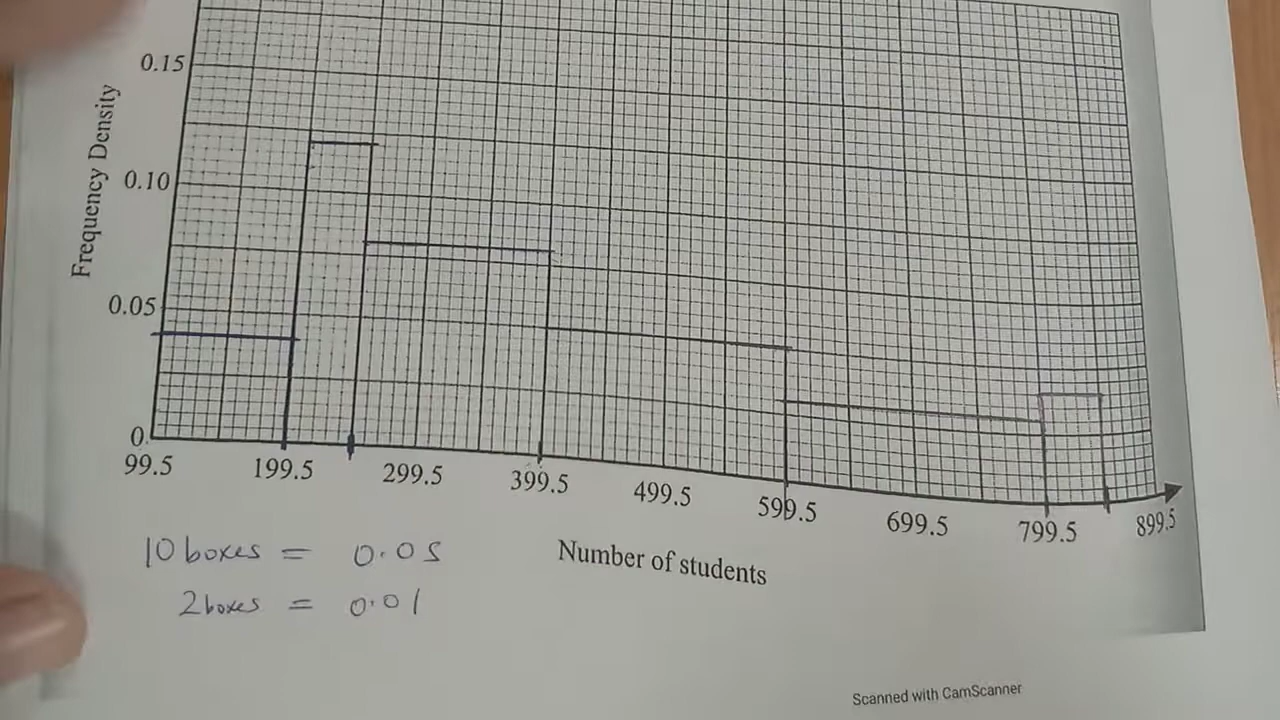 0.15
Frequency Density
0.10
0.05
0
99.5 199.5 299.5 399.5 499.5 599.5 699.5 799.5 899.5
Number of students
10 boxes = 0.05
2 boxes = 0.01
Scanned with CamScanner